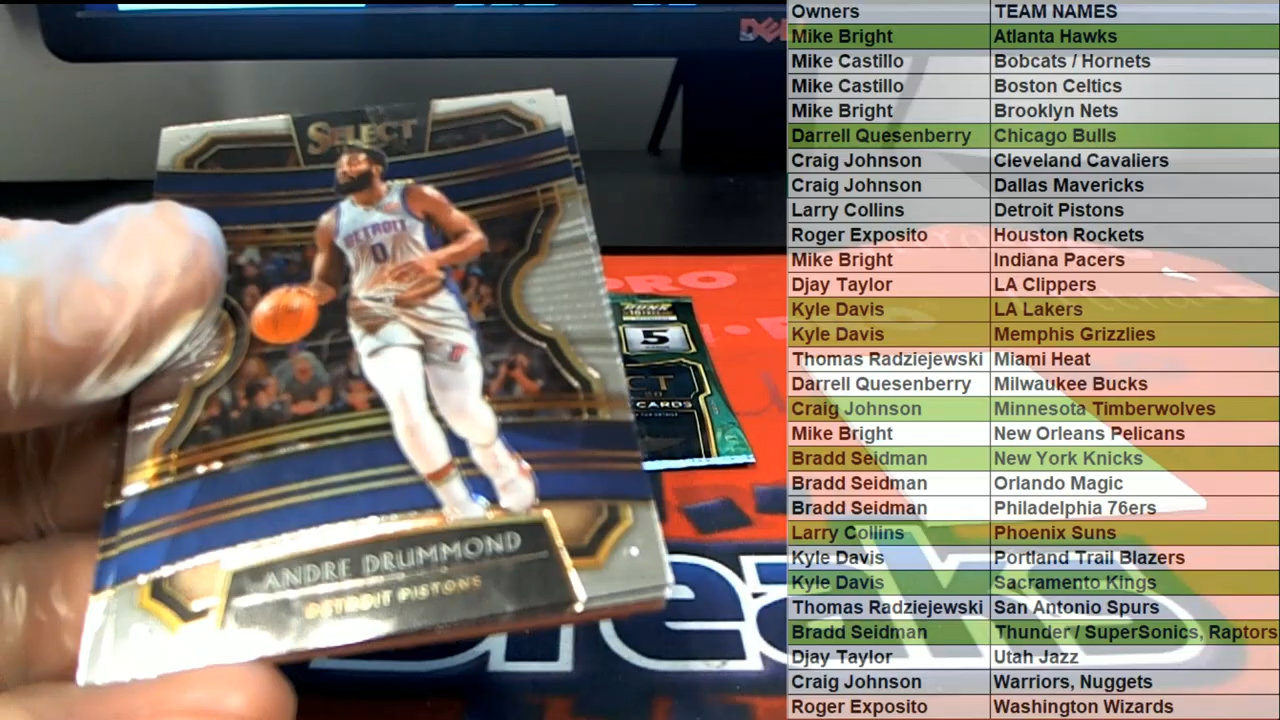 DELL
SELECT
DETROIT
0
ANDRE DRUMMOND
DETROIT PISTONS
PRO
5
CARDS
Owners TEAM NAMES
Mike Bright Atlanta Hawks
Mike Castillo Bobcats / Hornets
Mike Castillo Boston Celtics
Mike Bright Brooklyn Nets
Darrell Quesenberry Chicago Bulls
Craig Johnson Cleveland Cavaliers
Craig Johnson Dallas Mavericks
Larry Collins Detroit Pistons
Roger Exposito Houston Rockets
Mike Bright Indiana Pacers
Djay Taylor LA Clippers
Kyle Davis LA Lakers
Kyle Davis Memphis Grizzlies
Thomas Radziejewski Miami Heat
Darrell Quesenberry Milwaukee Bucks
Craig Johnson Minnesota Timberwolves
Mike Bright New Orleans Pelicans
Bradd Seidman New York Knicks
Bradd Seidman Orlando Magic
Bradd Seidman Philadelphia 76ers
Larry Collins Phoenix Suns
Kyle Davis Portland Trail Blazers
Kyle Davis Sacramento Kings
Thomas Radziejewski San Antonio Spurs
Bradd Seidman Thunder / SuperSonics, Raptors
Djay Taylor Utah Jazz
Craig Johnson Warriors, Nuggets
Roger Exposito Washington Wizards